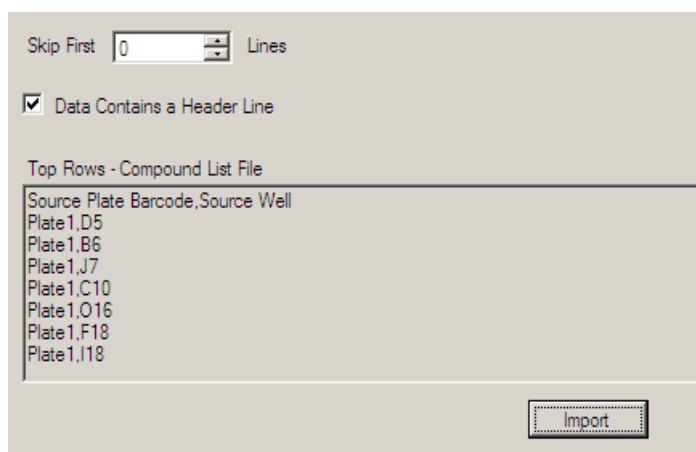 Skip First 0 Lines
Data Contains a Header Line
Top Rows - Compound List File
Source Plate Barcode,Source Well
Plate1,D5
Plate1,B6
Plate1,J7
Plate1,C10
Plate1,O16
Plate1,F18
Plate1,I18
Import